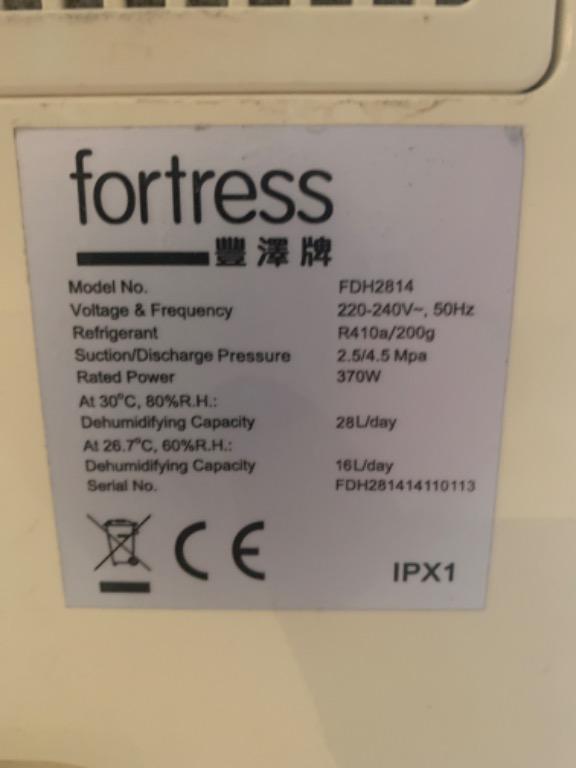 fortress
豐澤牌
Model No. FDH2814
Voltage & Frequency 220-240V~, 50Hz
Refrigerant R410a/200g
Suction/Discharge Pressure 2.5/4.5 Mpa
Rated Power 370W
At 30°C, 80%R.H.:
Dehumidifying Capacity 28L/day
At 26.7°C, 60%R.H.:
Dehumidifying Capacity 16L/day
Serial No. FDH281414110113
CE IPX1